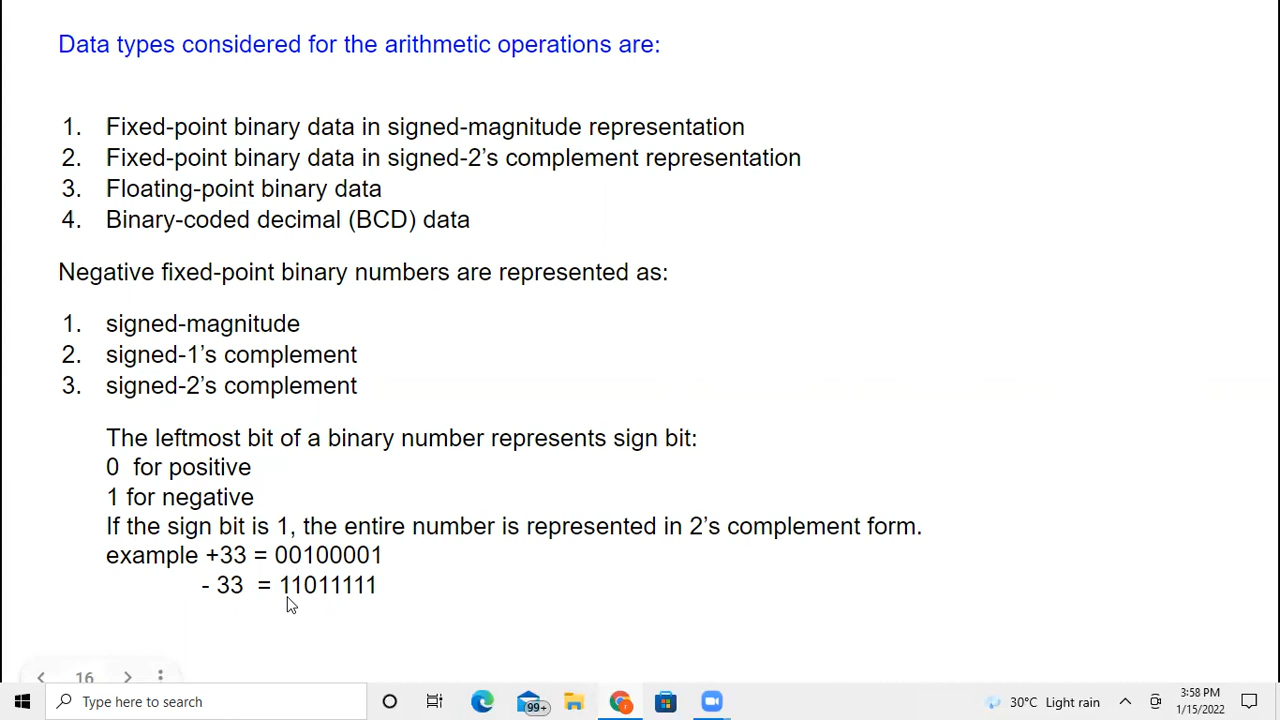 Data types considered for the arithmetic operations are:
1. Fixed-point binary data in signed-magnitude representation
2. Fixed-point binary data in signed-2’s complement representation
3. Floating-point binary data
4. Binary-coded decimal (BCD) data
Negative fixed-point binary numbers are represented as:
1. signed-magnitude
2. signed-1’s complement
3. signed-2’s complement
The leftmost bit of a binary number represents sign bit:
0 for positive
1 for negative
If the sign bit is 1, the entire number is represented in 2’s complement form.
example +33 = 00100001
- 33 = 11011111
16
Type here to search
99+
30°C Light rain
3:58 PM
1/15/2022